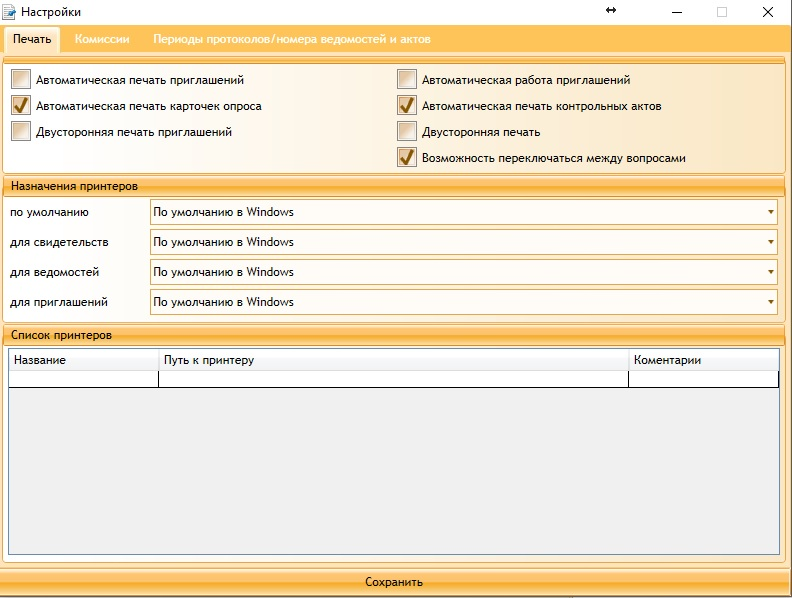 Настройки
Печать Комиссии Периоды протоколов/номера ведомостей и актов
Автоматическая печать приглашений Автоматическая работа приглашений
Автоматическая печать карточек опроса Автоматическая печать контрольных актов
Двусторонняя печать приглашений Двусторонняя печать
Возможность переключаться между вопросами
Назначения принтеров
по умолчанию По умолчанию в Windows
для свидетельств По умолчанию в Windows
для ведомостей По умолчанию в Windows
для приглашений По умолчанию в Windows
Список принтеров
Название Путь к принтеру Коментарии
Сохранить